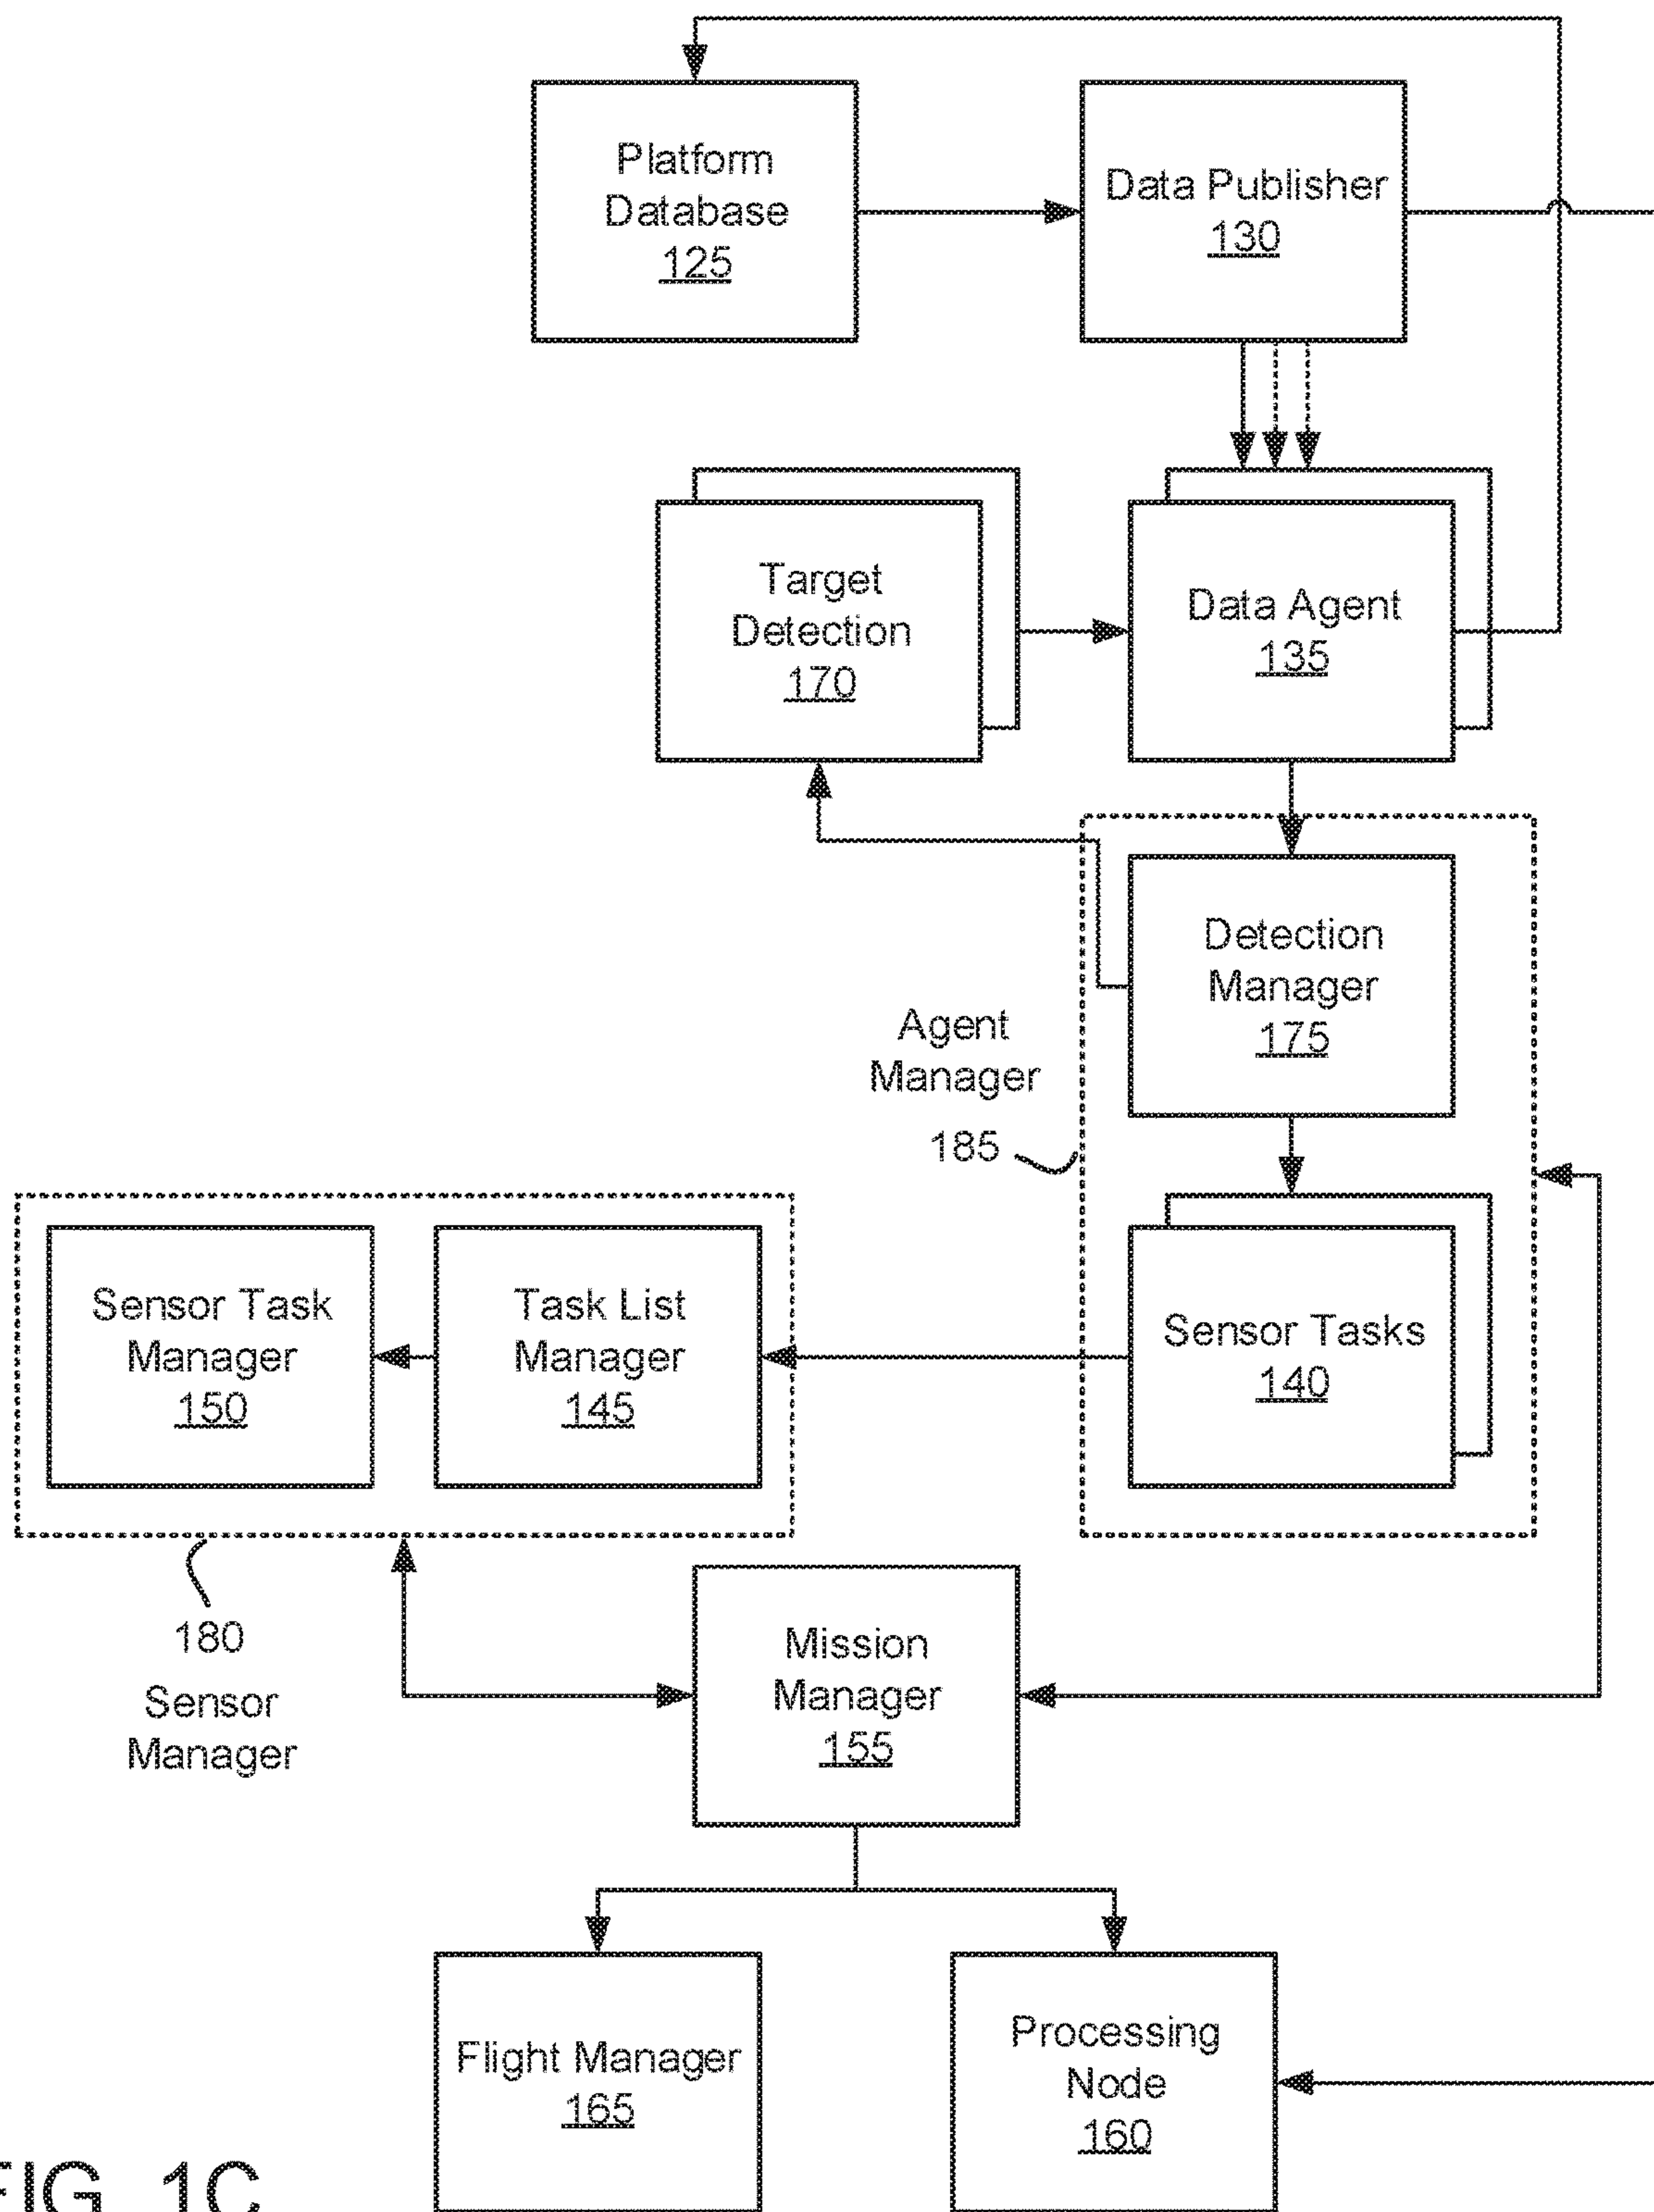 Platform
Database
125
Data Publisher
130
Target
Detection
170
Data Agent
135
Detection
Manager
175
Agent
Manager
185
Sensor Task
Manager
150
Task List
Manager
145
Sensor Tasks
140
180
Sensor
Manager
Mission
Manager
155
Flight Manager
165
Processing
Node
160
FIG. 1C